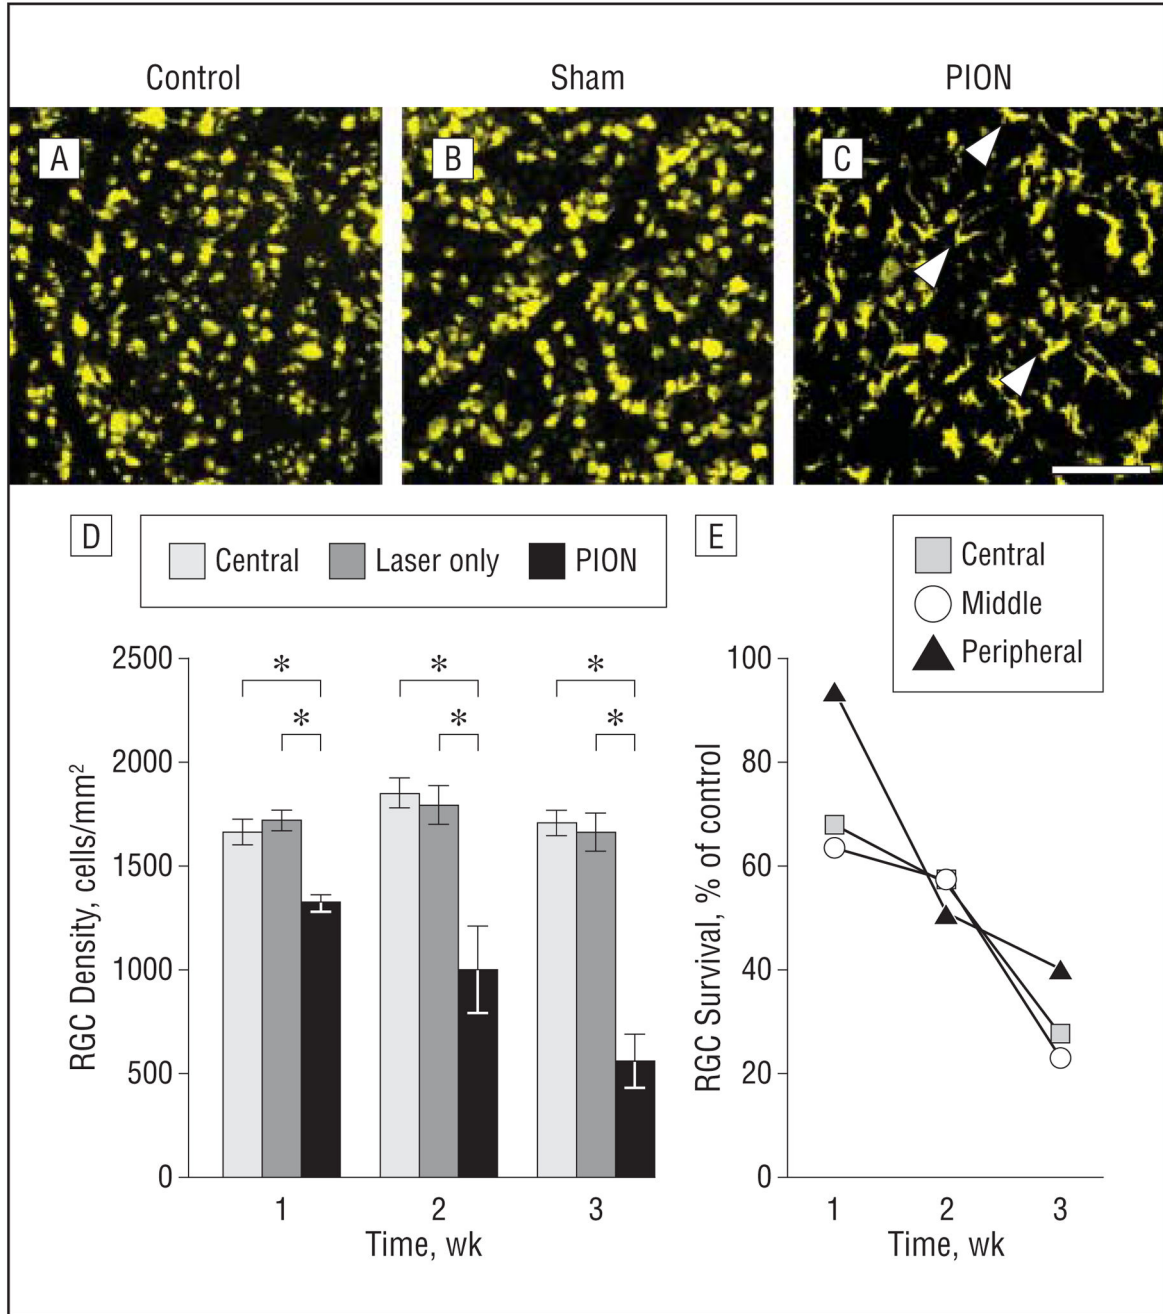 Control Sham PION
A B C
D E
Central Laser only PION
Central
Middle
Peripheral
RGC Density, cells/mm²
2500
2000
1500
1000
500
0
* * *
* * *
1 2 3
Time, wk
RGC Survival, % of control
100
80
60
40
20
0
1 2 3
Time, wk